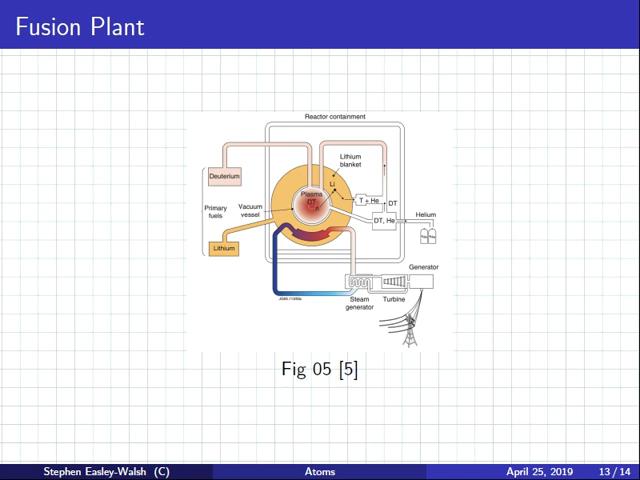 Fusion Plant
Reactor containment
Deuterium
Lithium
blanket
Li
Plasma
DT
n
T + He
DT
Primary
fuels
Vacuum
vessel
DT, He
Helium
Lithium
Generator
Steam
generator
Turbine
Fig 05 [5]
Stephen Easley-Walsh (C)
Atoms
April 25, 2019
13 / 14